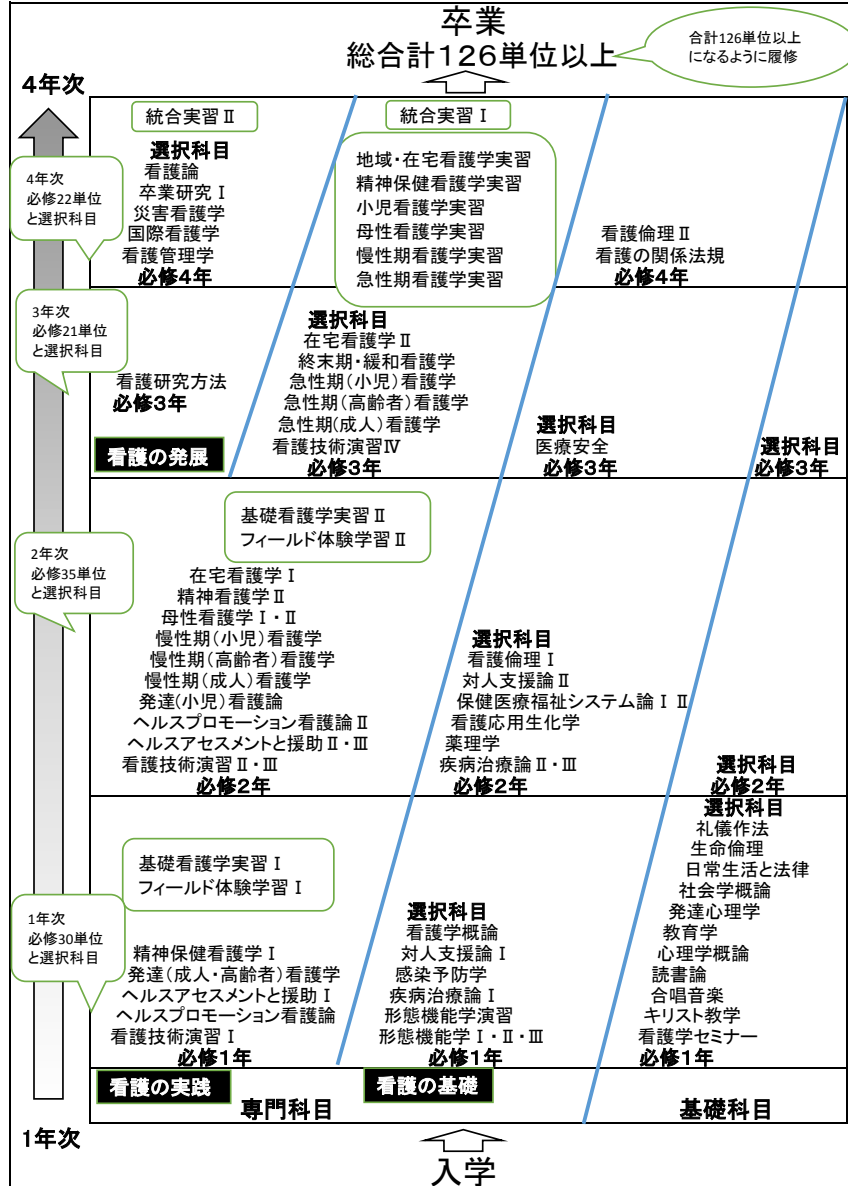 卒業
総合計126単位以上
合計126単位以上
になるように履修
4年次
4年次
必修22単位
と選択科目
統合実習Ⅱ
選択科目
看護論
卒業研究Ⅰ
災害看護学
国際看護学
看護管理学
必修4年
統合実習Ⅰ
地域・在宅看護学実習
精神保健看護学実習
小児看護学実習
母性看護学実習
慢性期看護学実習
急性期看護学実習
看護倫理Ⅱ
看護の関係法規
必修4年
3年次
必修21単位
と選択科目
看護研究方法
必修3年
看護の発展
選択科目
在宅看護学Ⅱ
終末期・緩和看護学
急性期(小児)看護学
急性期(高齢者)看護学
急性期(成人)看護学
看護技術演習Ⅳ
必修3年
選択科目
医療安全
必修3年
選択科目
必修3年
2年次
必修35単位
と選択科目
基礎看護学実習Ⅱ
フィールド体験学習Ⅱ
在宅看護学Ⅰ
精神看護学Ⅱ
母性看護学Ⅰ・Ⅱ
慢性期(小児)看護学
慢性期(高齢者)看護学
慢性期(成人)看護学
発達(小児)看護論
ヘルスプロモーション看護論Ⅱ
ヘルスアセスメントと援助Ⅱ・Ⅲ
看護技術演習Ⅱ・Ⅲ
必修2年
選択科目
看護倫理Ⅰ
対人支援論Ⅱ
保健医療福祉システム論Ⅰ Ⅱ
看護応用生化学
薬理学
疾病治療論Ⅱ・Ⅲ
必修2年
選択科目
必修2年
1年次
必修30単位
と選択科目
基礎看護学実習Ⅰ
フィールド体験学習Ⅰ
精神保健看護学Ⅰ
発達(成人・高齢者)看護学
ヘルスアセスメントと援助Ⅰ
ヘルスプロモーション看護論
看護技術演習Ⅰ
必修1年
看護の実践
選択科目
看護学概論
対人支援論Ⅰ
感染予防学
疾病治療論Ⅰ
形態機能学演習
形態機能学Ⅰ・Ⅱ・Ⅲ
必修1年
看護の基礎
選択科目
礼儀作法
生命倫理
日常生活と法律
社会学概論
発達心理学
教育学
心理学概論
読書論
合唱音楽
キリスト教学
看護学セミナー
必修1年
専門科目
基礎科目
1年次
入学